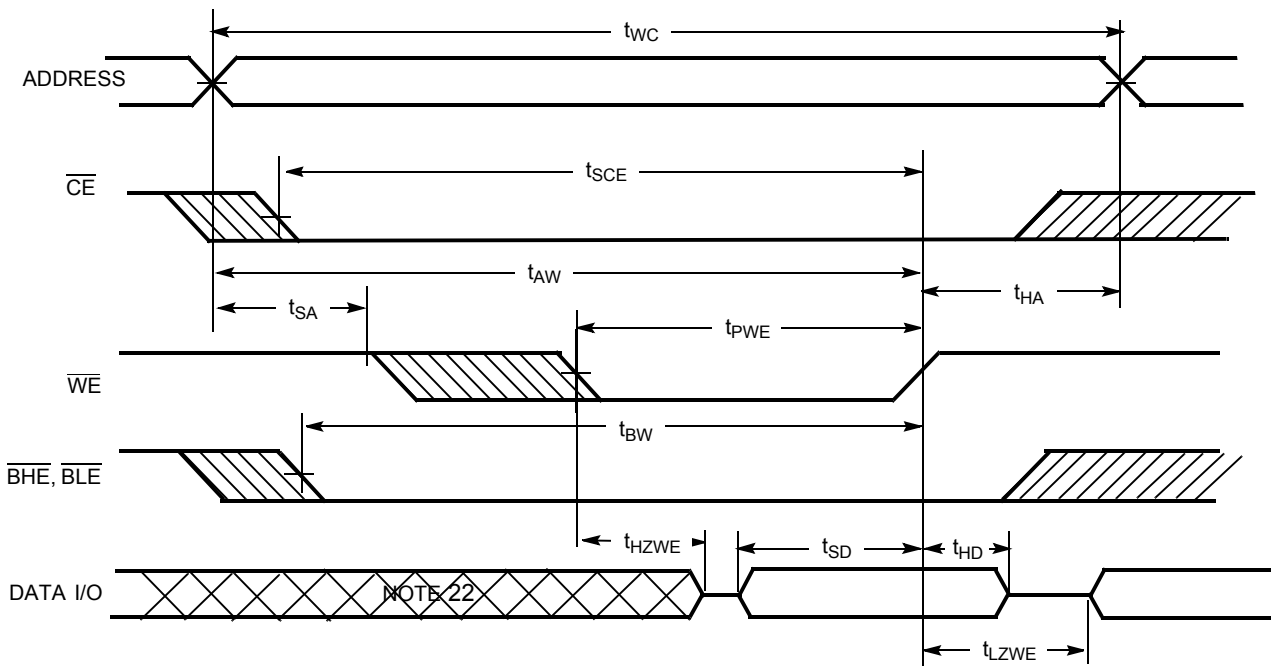 tWC
ADDRESS
tSCE
CE
tAW
tSA
tHA
tPWE
WE
tBW
BHE, BLE
tHZWE
tSD
tHD
DATA I/O
NOTE 22
tLZWE